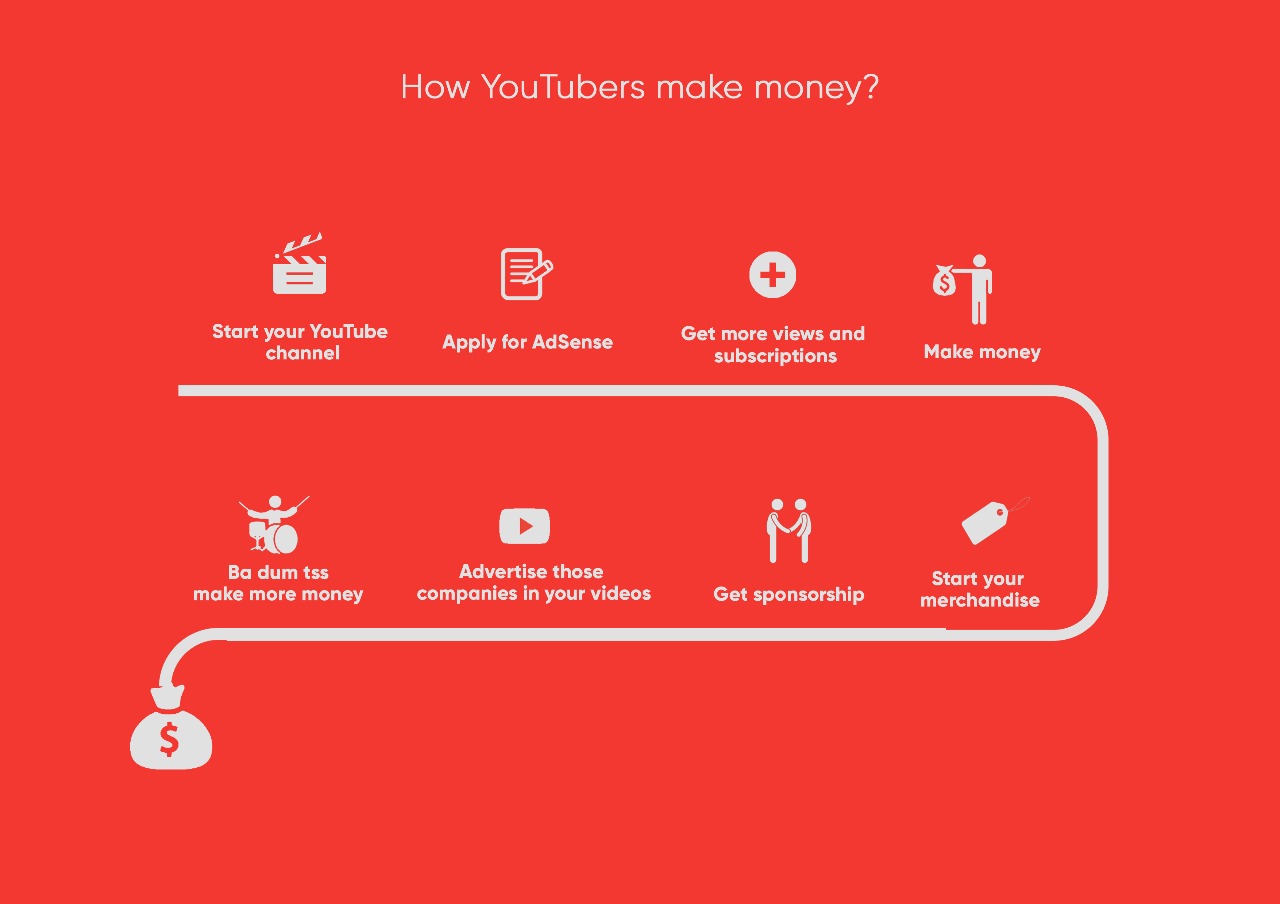 How YouTubers make money?
Start your YouTube
channel
Apply for AdSense
Get more views and
subscriptions
$
Make money
Start your
merchandise
Get sponsorship
Advertise those
companies in your videos
Ba dum tss
make more money
$